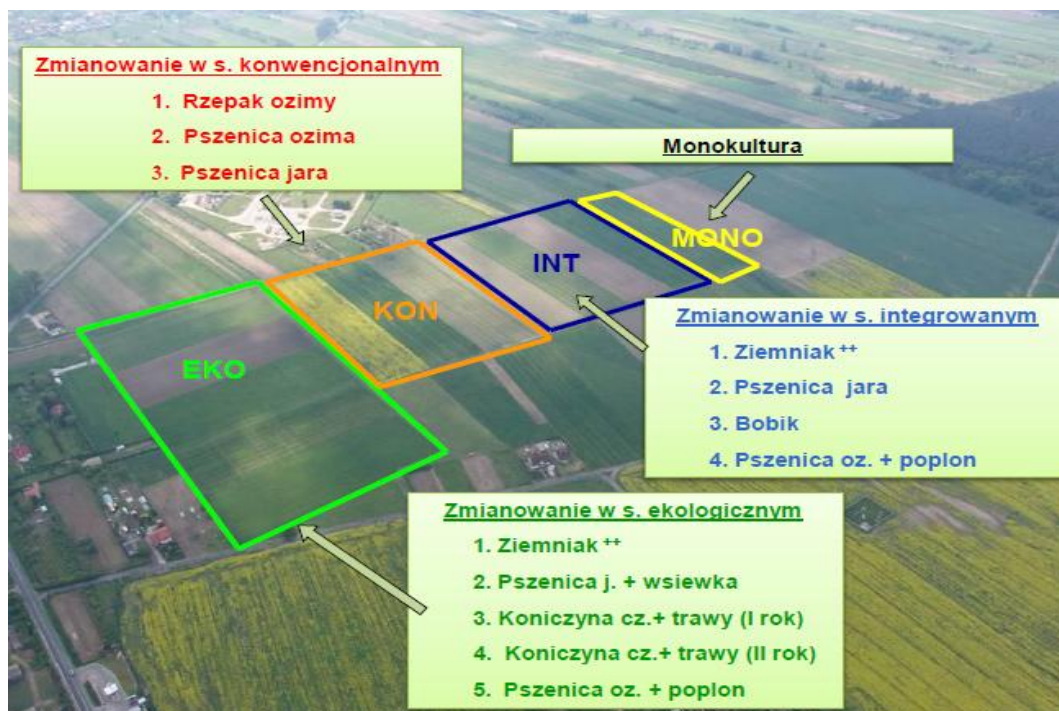 Zmianowanie w s. konwencjonalnym
1. Rzepak ozimy
2. Pszenica ozima
3. Pszenica jara
Monokultura
MONO
INT
KON
EKO
Zmianowanie w s. integrowanym
1. Ziemniak ++
2. Pszenica jara
3. Bobik
4. Pszenica oz. + poplon
Zmianowanie w s. ekologicznym
1. Ziemniak ++
2. Pszenica j. + wsiewka
3. Koniczyna cz.+ trawy (I rok)
4. Koniczyna cz.+ trawy (II rok)
5. Pszenica oz. + poplon